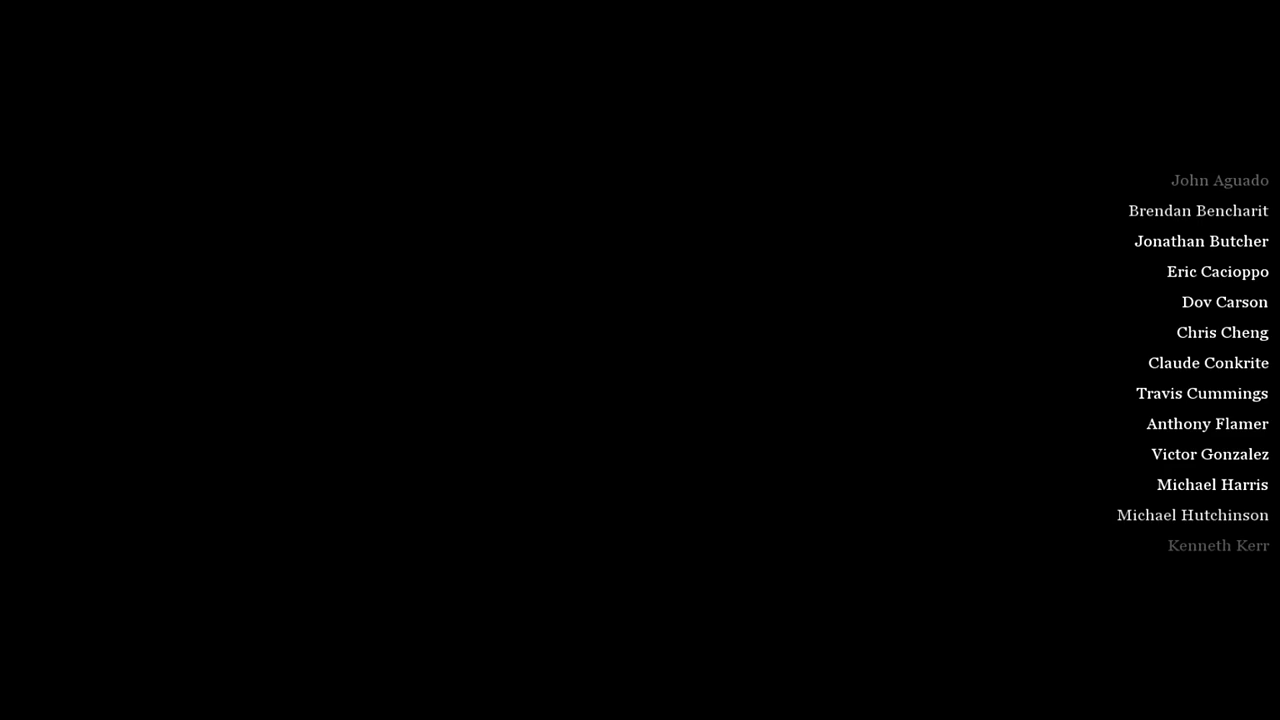 John Aguado
Brendan Bencharit
Jonathan Butcher
Eric Cacioppo
Dov Carson
Chris Cheng
Claude Conkrite
Travis Cummings
Anthony Flamer
Victor Gonzalez
Michael Harris
Michael Hutchinson
Kenneth Kerr